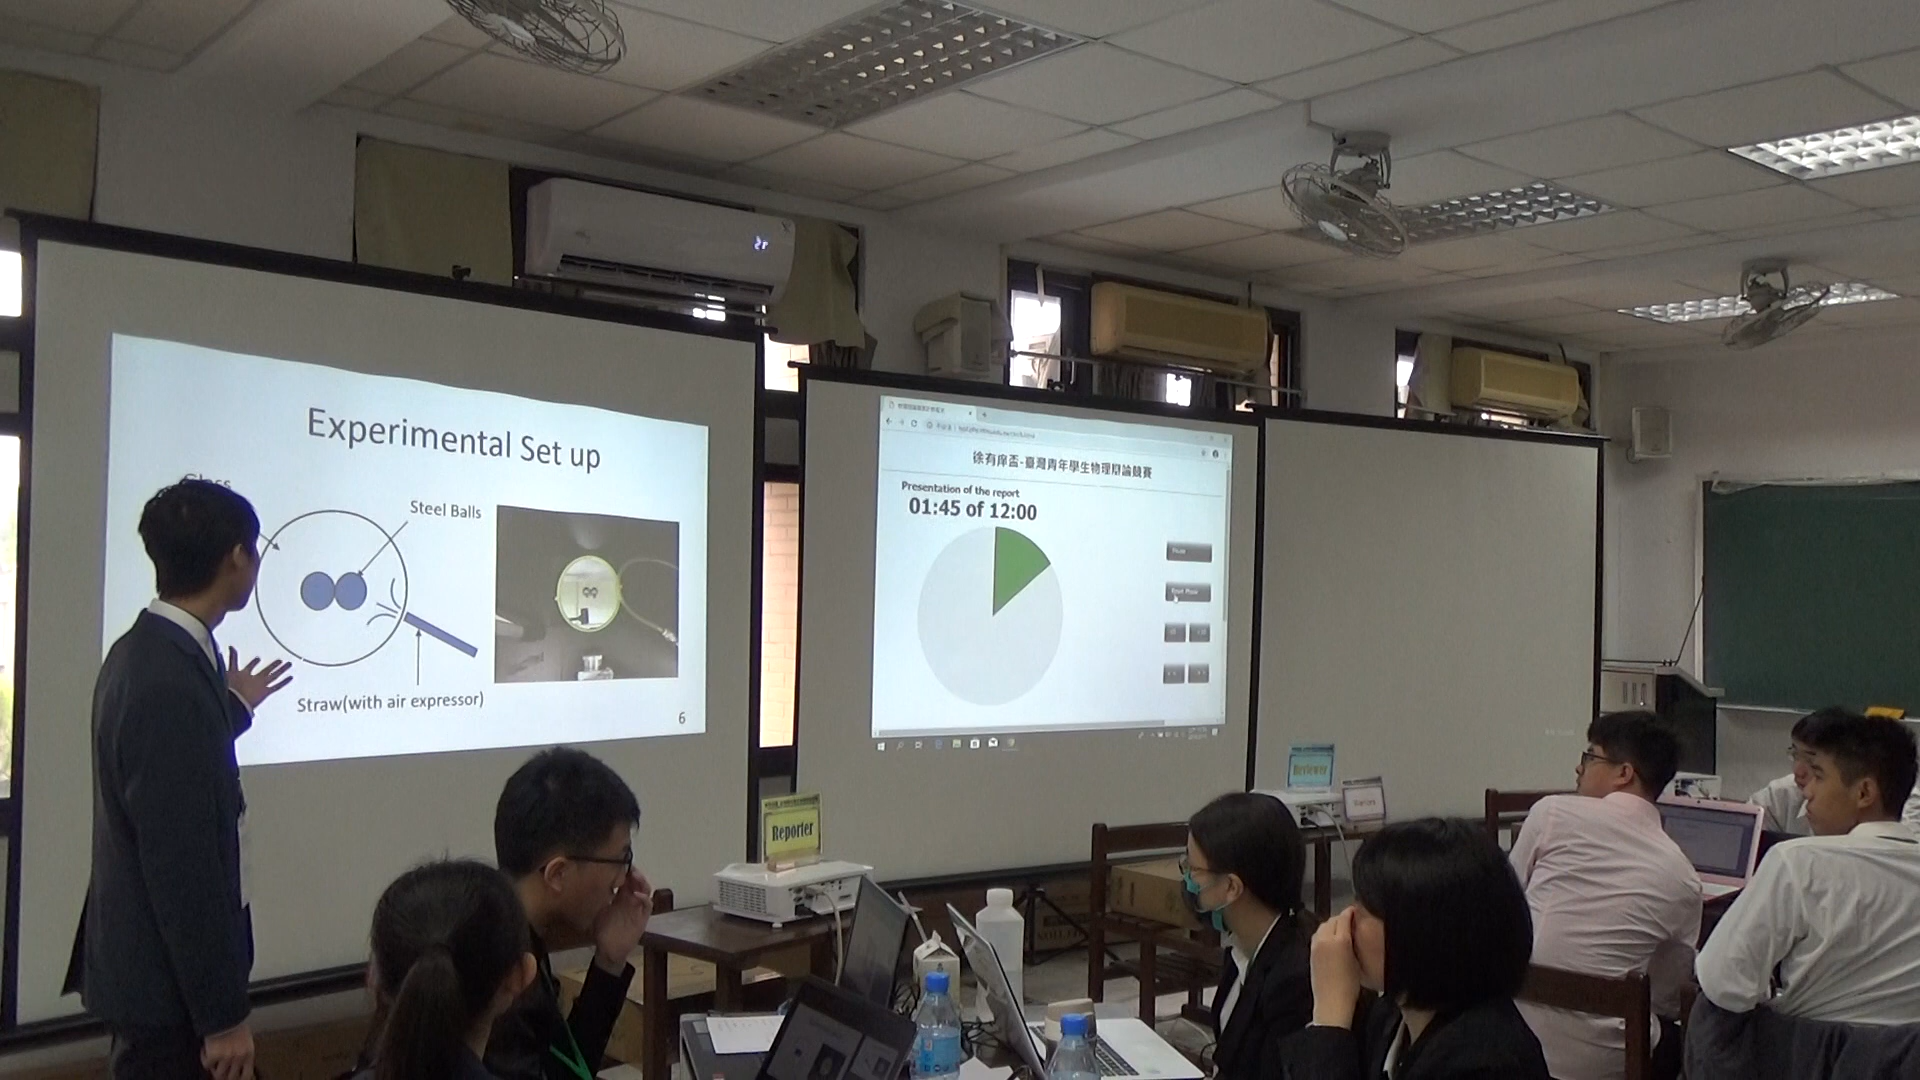 Experimental Set up
Glass
Steel Balls
Straw(with air expressor)
6
徐有庠盃-臺灣青年學生物理辯論競賽
Presentation of the report
01:45 of 12:00
Reporter
Reviewer